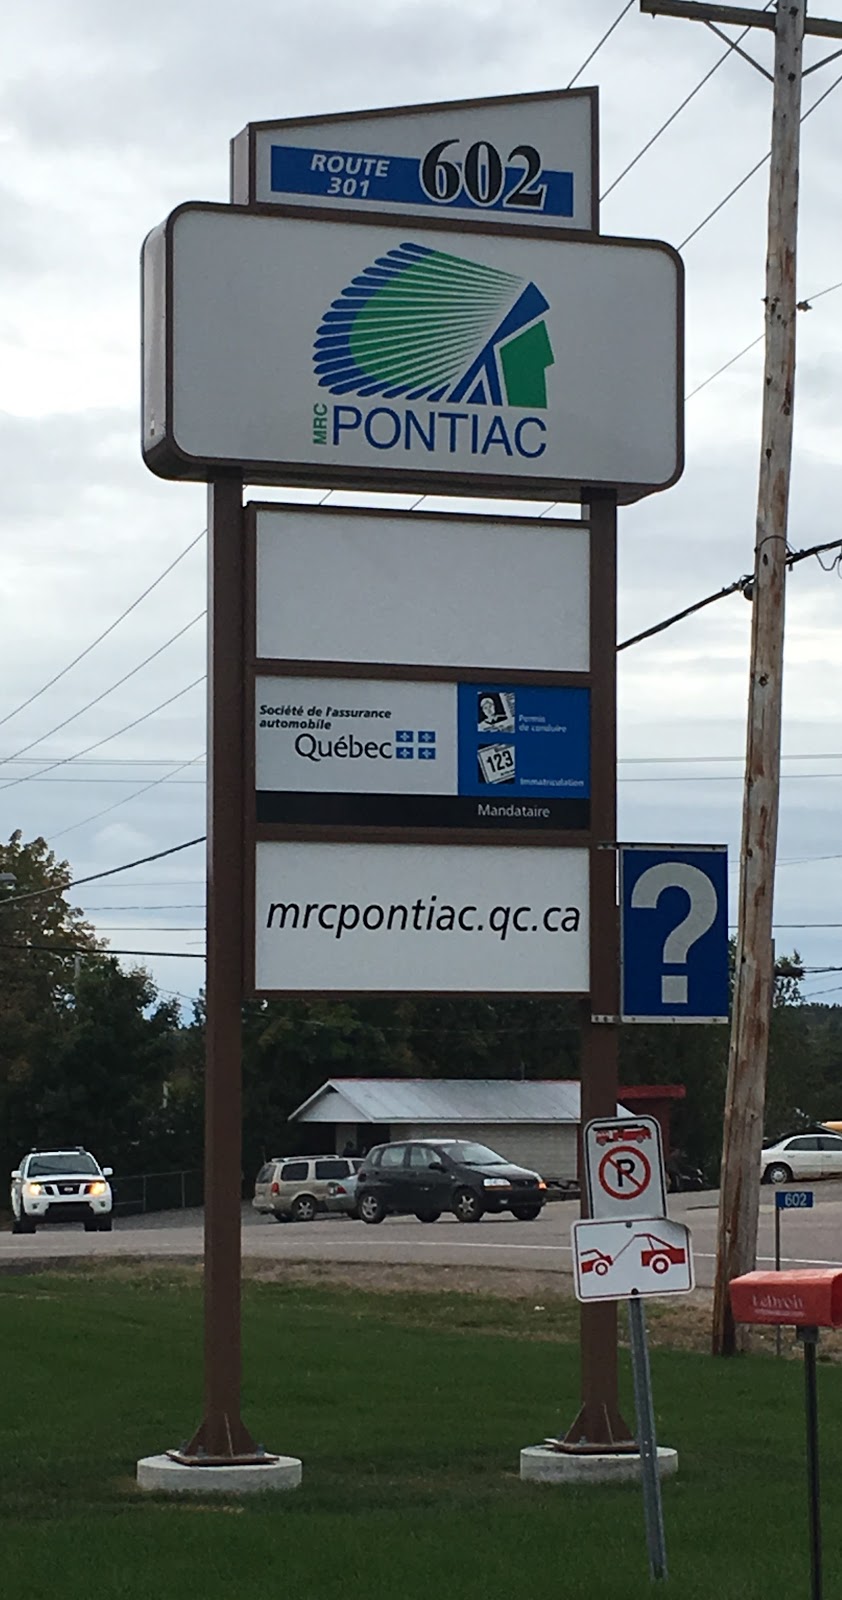 ROUTE
301
602
MRC
PONTIAC
Société de l'assurance
automobile
Québec
Permis
de conduire
123
Immatriculation
Mandataire
mrcpontiac.qc.ca
?
P
602
LeDroit